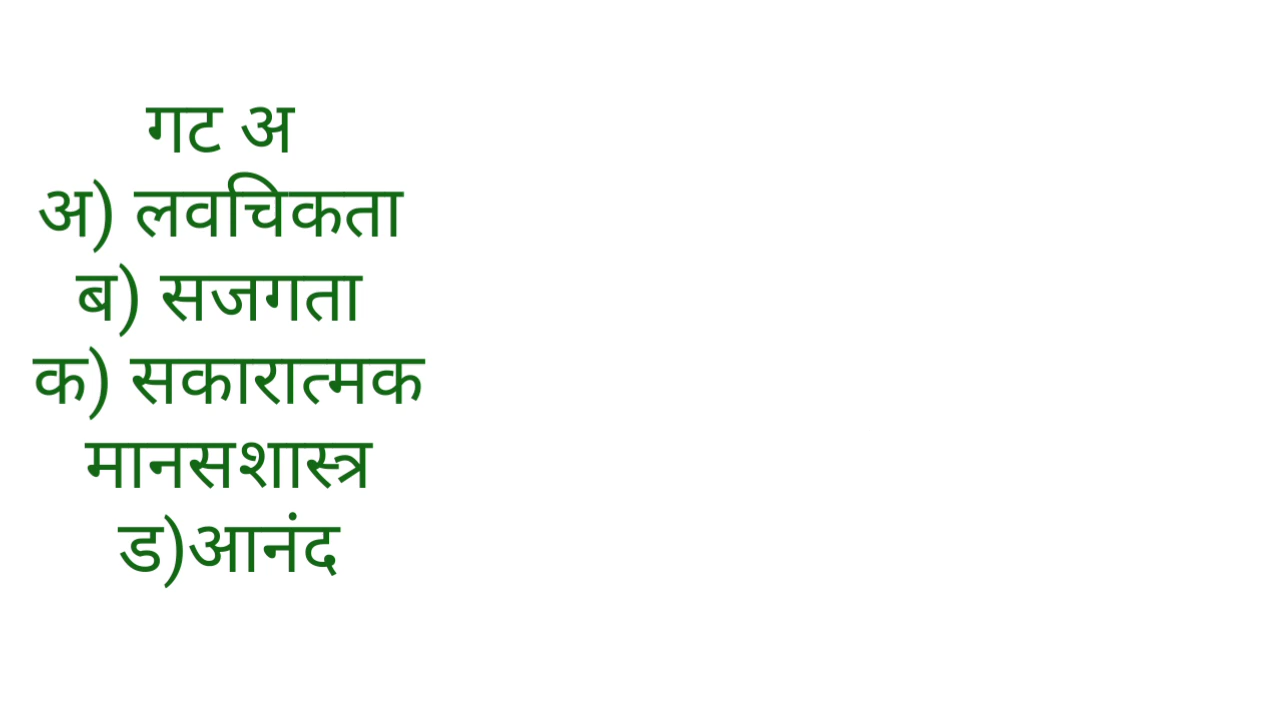 गट अ
अ) लवचिकता
ब) सजगता
क) सकारात्मक
मानसशास्त्र
ड)आनंद